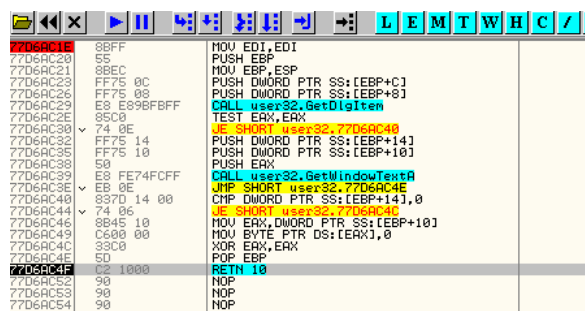 L E M T W H C /
77D6AC1E 8BFF MOV EDI,EDI
77D6AC20 55 PUSH EBP
77D6AC21 8BEC MOV EBP,ESP
77D6AC23 FF75 0C PUSH DWORD PTR SS:[EBP+C]
77D6AC26 FF75 08 PUSH DWORD PTR SS:[EBP+8]
77D6AC29 E8 E89BFBFF CALL user32.GetDlgItem
77D6AC2E 85C0 TEST EAX,EAX
77D6AC30 74 0E JE SHORT user32.77D6AC40
77D6AC32 FF75 14 PUSH DWORD PTR SS:[EBP+14]
77D6AC35 FF75 10 PUSH DWORD PTR SS:[EBP+10]
77D6AC38 50 PUSH EAX
77D6AC39 E8 FE74FCFF CALL user32.GetWindowTextA
77D6AC3E EB 0E JMP SHORT user32.77D6AC4E
77D6AC40 837D 14 00 CMP DWORD PTR SS:[EBP+14],0
77D6AC44 74 06 JE SHORT user32.77D6AC4C
77D6AC46 8B45 10 MOV EAX,DWORD PTR SS:[EBP+10]
77D6AC49 C600 00 MOV BYTE PTR DS:[EAX],0
77D6AC4C 33C0 XOR EAX,EAX
77D6AC4E 5D POP EBP
77D6AC4F C2 1000 RETN 10
77D6AC52 90 NOP
77D6AC53 90 NOP
77D6AC54 90 NOP